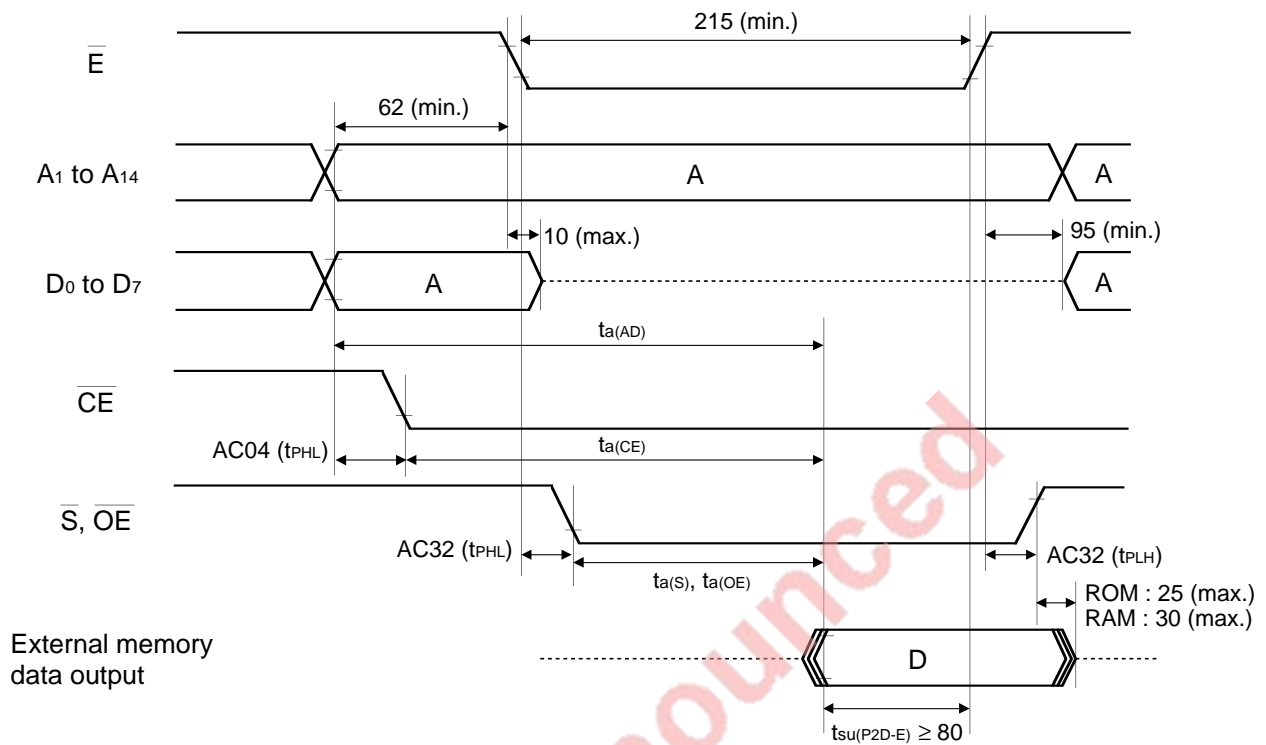 215 (min.)
E
62 (min.)
A1 to A14
A
A
10 (max.)
95 (min.)
D0 to D7
A
A
ta(AD)
CE
AC04 (tPHL)
ta(CE)
S, OE
AC32 (tPHL)
AC32 (tPLH)
ta(S), ta(OE)
ROM : 25 (max.)
RAM : 30 (max.)
External memory
data output
D
tsu(P2D-E) ≥ 80
nounced